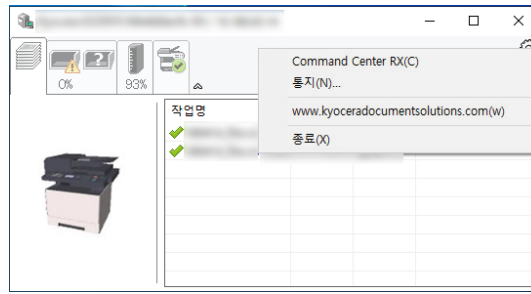 0%
93%
Command Center RX(C)
통지(N)...
www.kyoceradocumentsolutions.com(w)
종료(X)
작업명